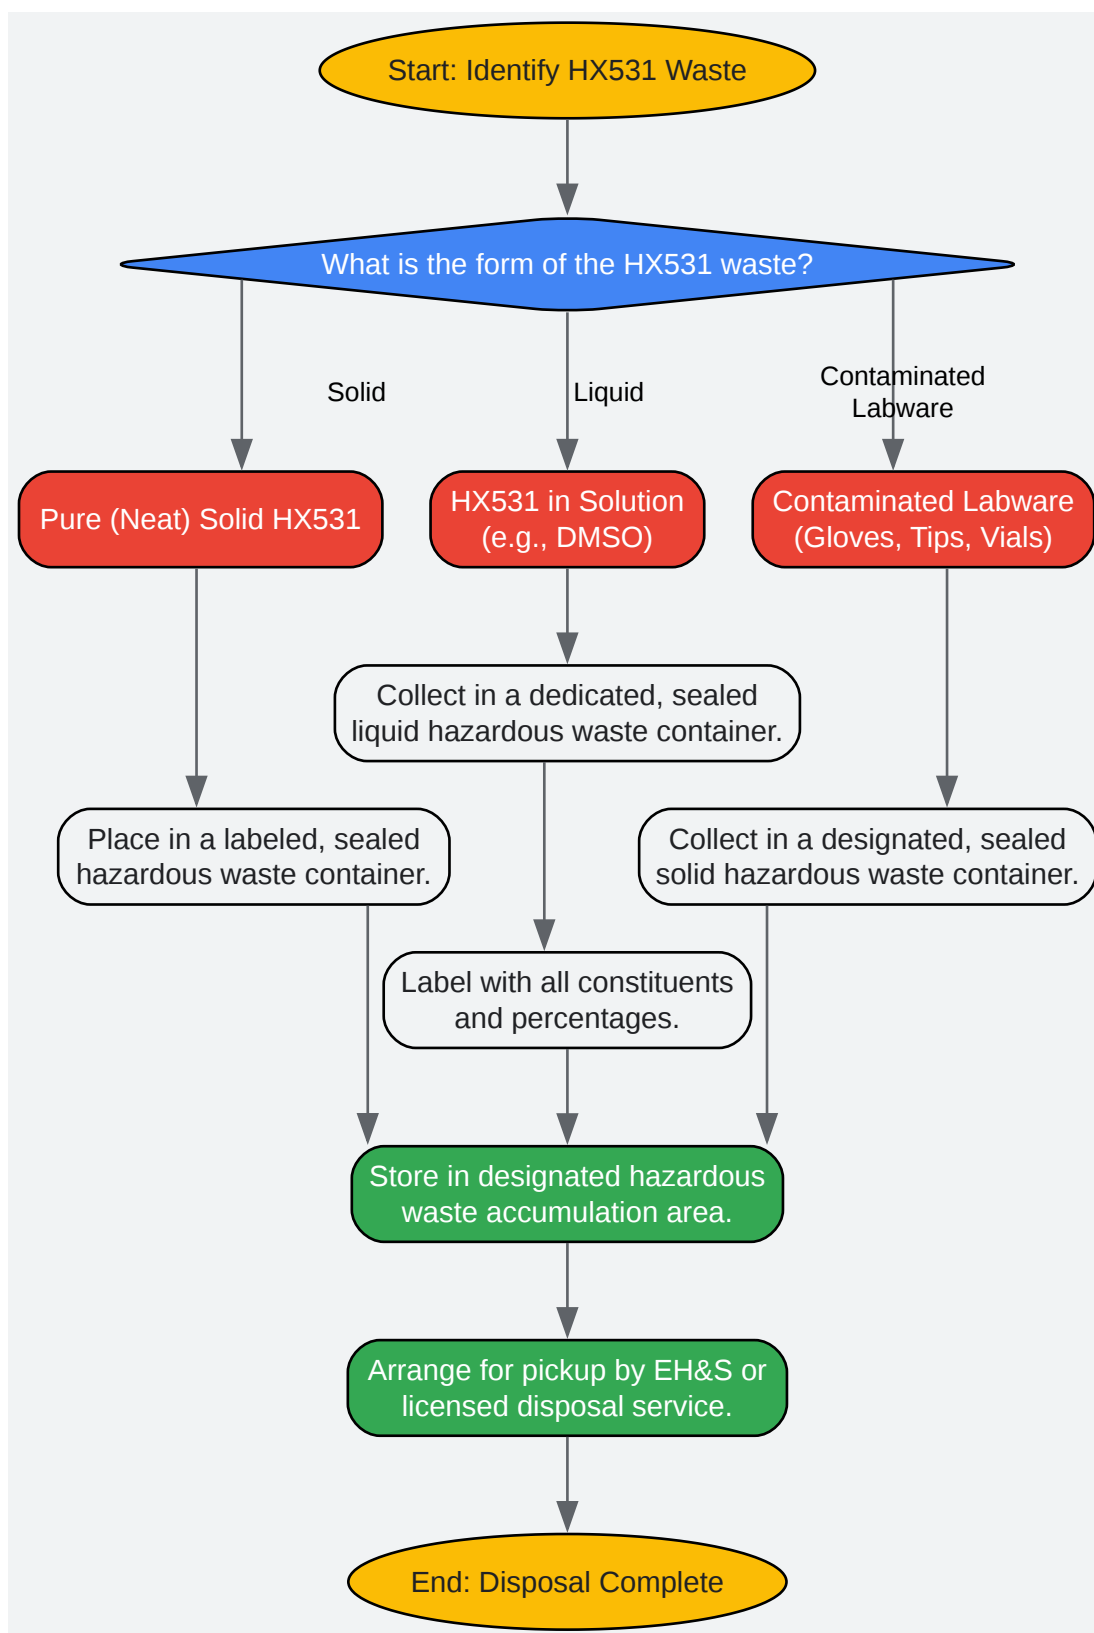 Start: Identify HX531 Waste
What is the form of the HX531 waste?
Solid
Liquid
Contaminated
Labware
Pure (Neat) Solid HX531
HX531 in Solution
(e.g., DMSO)
Contaminated Labware
(Gloves, Tips, Vials)
Collect in a dedicated, sealed
liquid hazardous waste container.
Place in a labeled, sealed
hazardous waste container.
Collect in a designated, sealed
solid hazardous waste container.
Label with all constituents
and percentages.
Store in designated hazardous
waste accumulation area.
Arrange for pickup by EH&S or
licensed disposal service.
End: Disposal Complete